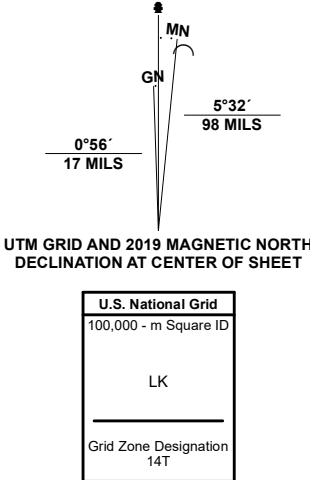 MN
GN
5°32´
98 MILS
0°56´
17 MILS
UTM GRID AND 2019 MAGNETIC NORTH
DECLINATION AT CENTER OF SHEET
U.S. National Grid
100,000 - m Square ID
LK
Grid Zone Designation
14T